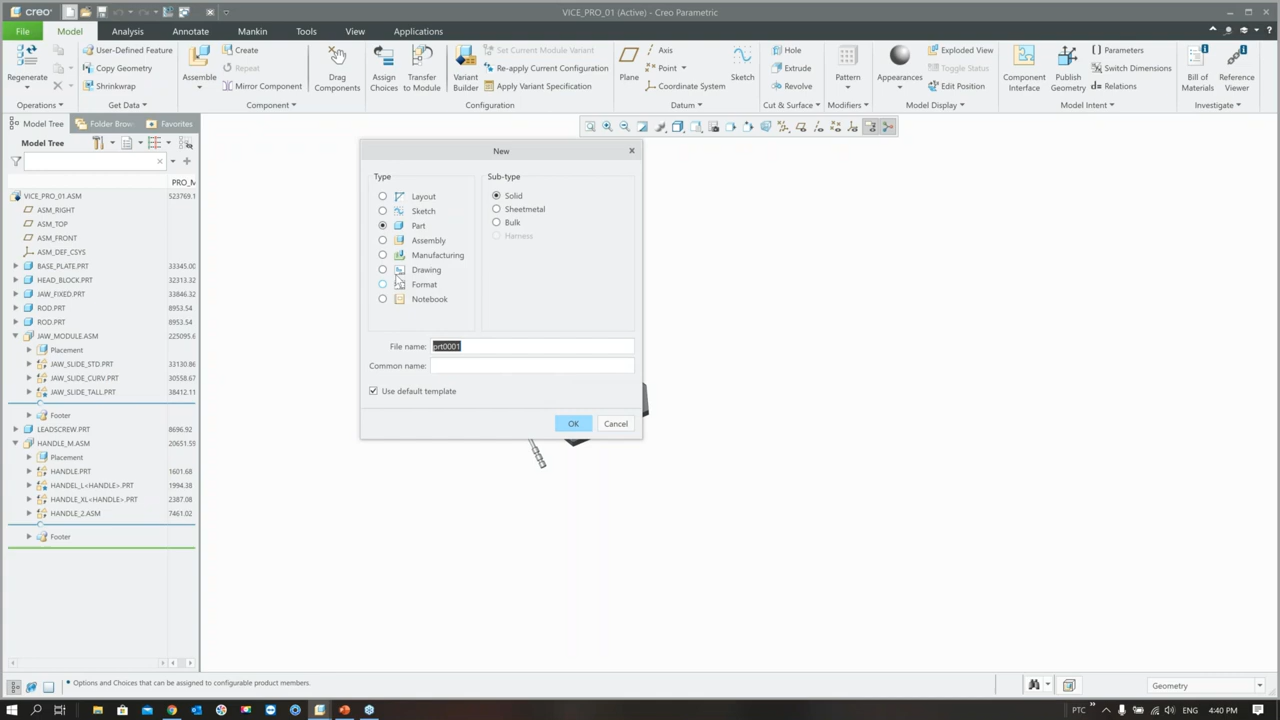 creo
VICE_PRO_01 (Active) - Creo Parametric
File
Model
Analysis
Annotate
Mankin
Tools
View
Applications
Regenerate
Operations
User-Defined Feature
Copy Geometry
Shrinkwrap
Get Data
Assemble
Create
Repeat
Mirror Component
Component
Drag
Components
Assign
Choices
Transfer
to Module
Variant
Builder
Set Current Module Variant
Re-apply Current Configuration
Apply Variant Specification
Configuration
Plane
Axis
Point
Coordinate System
Sketch
Datum
Hole
Extrude
Revolve
Cut & Surface
Pattern
Modifiers
Appearances
Exploded View
Toggle Status
Edit Position
Model Display
Component
Interface
Publish
Geometry
Parameters
Switch Dimensions
d= Relations
Model Intent
Bill of
Materials
Reference
Viewer
Investigate
Model Tree
Folder Brow
Favorites
Model Tree
PRO_M
VICE_PRO_01.ASM 523769.1
ASM_RIGHT
ASM_TOP
ASM_FRONT
ASM_DEF_CSYS
BASE_PLATE.PRT 33345.00
HEAD_BLOCK.PRT 32313.32
JAW_FIXED.PRT 33846.32
ROD.PRT 8953.54
ROD.PRT 8953.54
JAW_MODULE.ASM 225095.6
Placement
JAW_SLIDE_STD.PRT 33130.86
JAW_SLIDE_CURV.PRT 30558.67
JAW_SLIDE_TALL.PRT 38412.11
Footer
LEADSCREW.PRT 8696.92
HANDLE_M.ASM 20651.59
Placement
HANDLE.PRT 1601.68
HANDEL_L<HANDLE>.PRT 1994.38
HANDLE_XL<HANDLE>.PRT 2387.08
HANDLE_2.ASM 7461.02
Footer
New
Type
Layout
Sketch
Part
Assembly
Manufacturing
Drawing
Format
Notebook
Sub-type
Solid
Sheetmetal
Bulk
Harness
File name: prt0001
Common name:
Use default template
OK
Cancel
• Options and Choices that can be assigned to configurable product members.
Geometry
PTC
ENG
4:40 PM